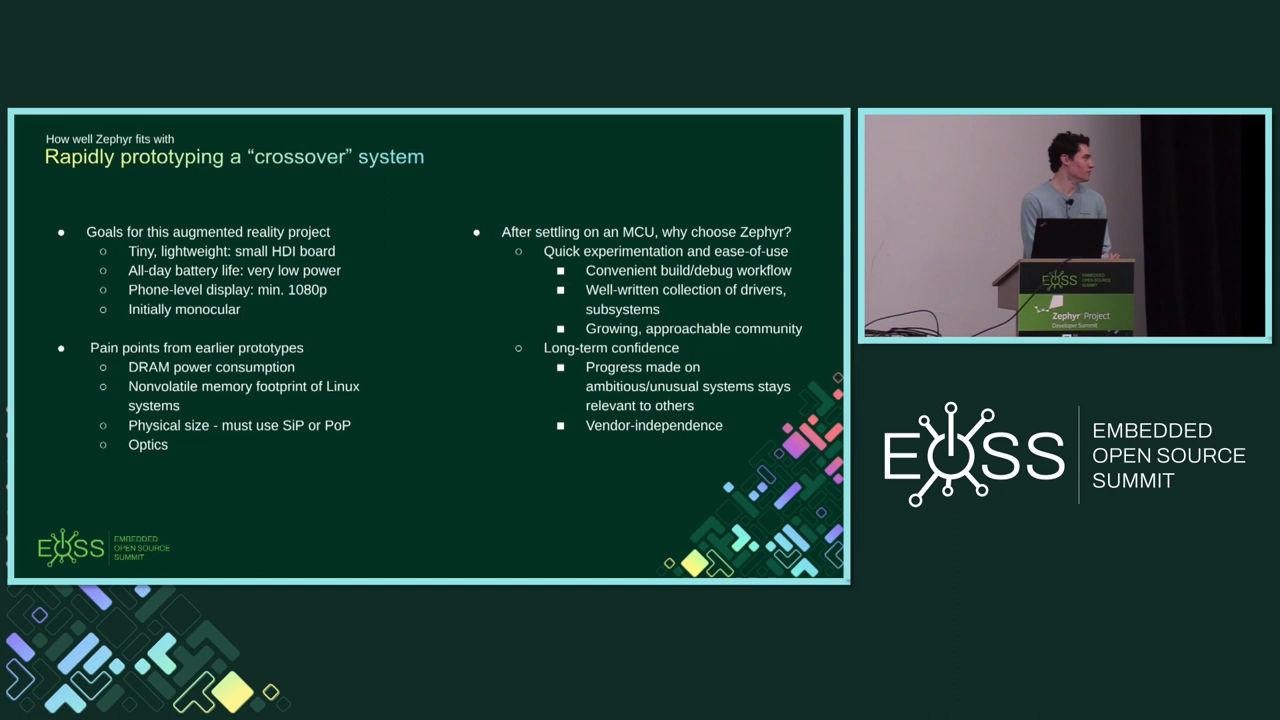 How well Zephyr fits with
Rapidly prototyping a “crossover” system
● Goals for this augmented reality project
○ Tiny, lightweight: small HDI board
○ All-day battery life: very low power
○ Phone-level display: min. 1080p
○ Initially monocular
● Pain points from earlier prototypes
○ DRAM power consumption
○ Nonvolatile memory footprint of Linux
systems
○ Physical size - must use SiP or PoP
○ Optics
● After settling on an MCU, why choose Zephyr?
○ Quick experimentation and ease-of-use
■ Convenient build/debug workflow
■ Well-written collection of drivers,
subsystems
■ Growing, approachable community
○ Long-term confidence
■ Progress made on
ambitious/unusual systems stays
relevant to others
■ Vendor-independence
EOSS
EMBEDDED
OPEN SOURCE
SUMMIT
EOSS
Zephyr Project
Developer Summit
EOSS
EMBEDDED
OPEN SOURCE
SUMMIT